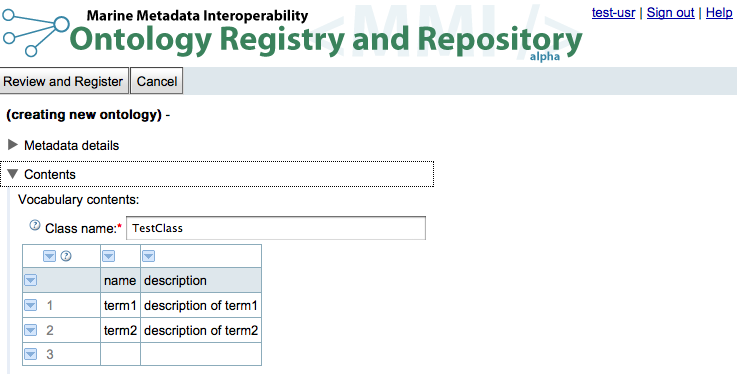 Marine Metadata Interoperability
test-usr | Sign out | Help
<MMI/>
Ontology Registry and Repository
alpha
Review and Register Cancel
(creating new ontology) -
Metadata details
Contents
Vocabulary contents:
? Class name:* TestClass
?
name description
1 term1 description of term1
2 term2 description of term2
3